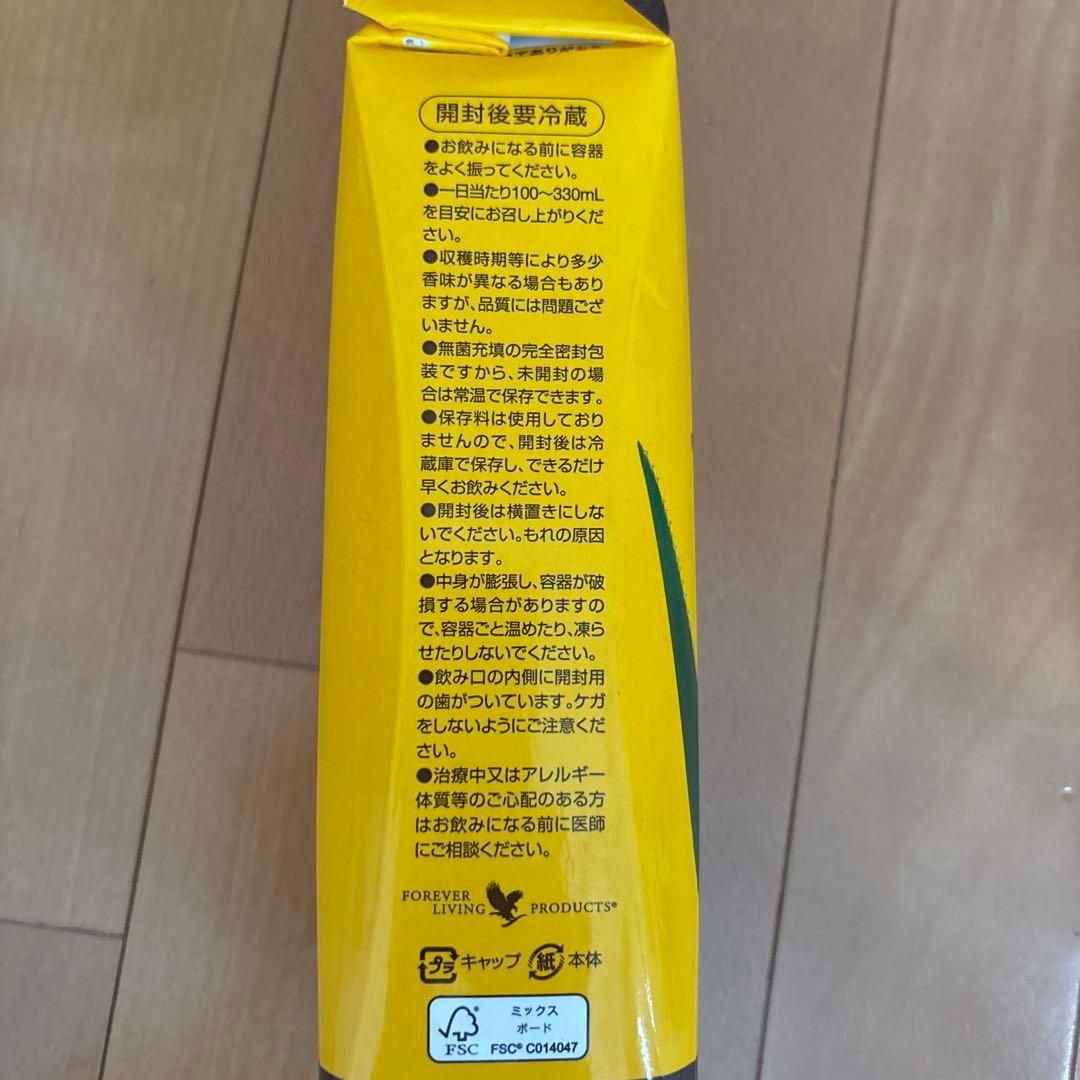 てありがとう
開封後要冷蔵
●お飲みになる前に容器
をよく振ってください。
●一日当たり100～330mL
を目安にお召し上がりくだ
さい。
●収穫時期等により多少
香味が異なる場合もあり
ますが、品質には問題ござ
いません。
●無菌充填の完全密封包
装ですから、未開封の場
合は常温で保存できます。
●保存料は使用しており
ませんので、開封後は冷
蔵庫で保存し、できるだけ
早くお飲みください。
●開封後は横置きにしな
いでください。もれの原因
となります。
●中身が膨張し、容器が破
損する場合がありますの
で、容器ごと温めたり、凍ら
せたりしないでください。
●飲み口の内側に開封用
の歯がついています。ケガ
をしないようにご注意くだ
さい。
●治療中又はアレルギー
体質等のご心配のある方
はお飲みになる前に医師
にご相談ください。
FOREVER
LIVING PRODUCTS®
プラ キャップ 紙 本体
ミックス
ボード
FSC® FSC® C014047